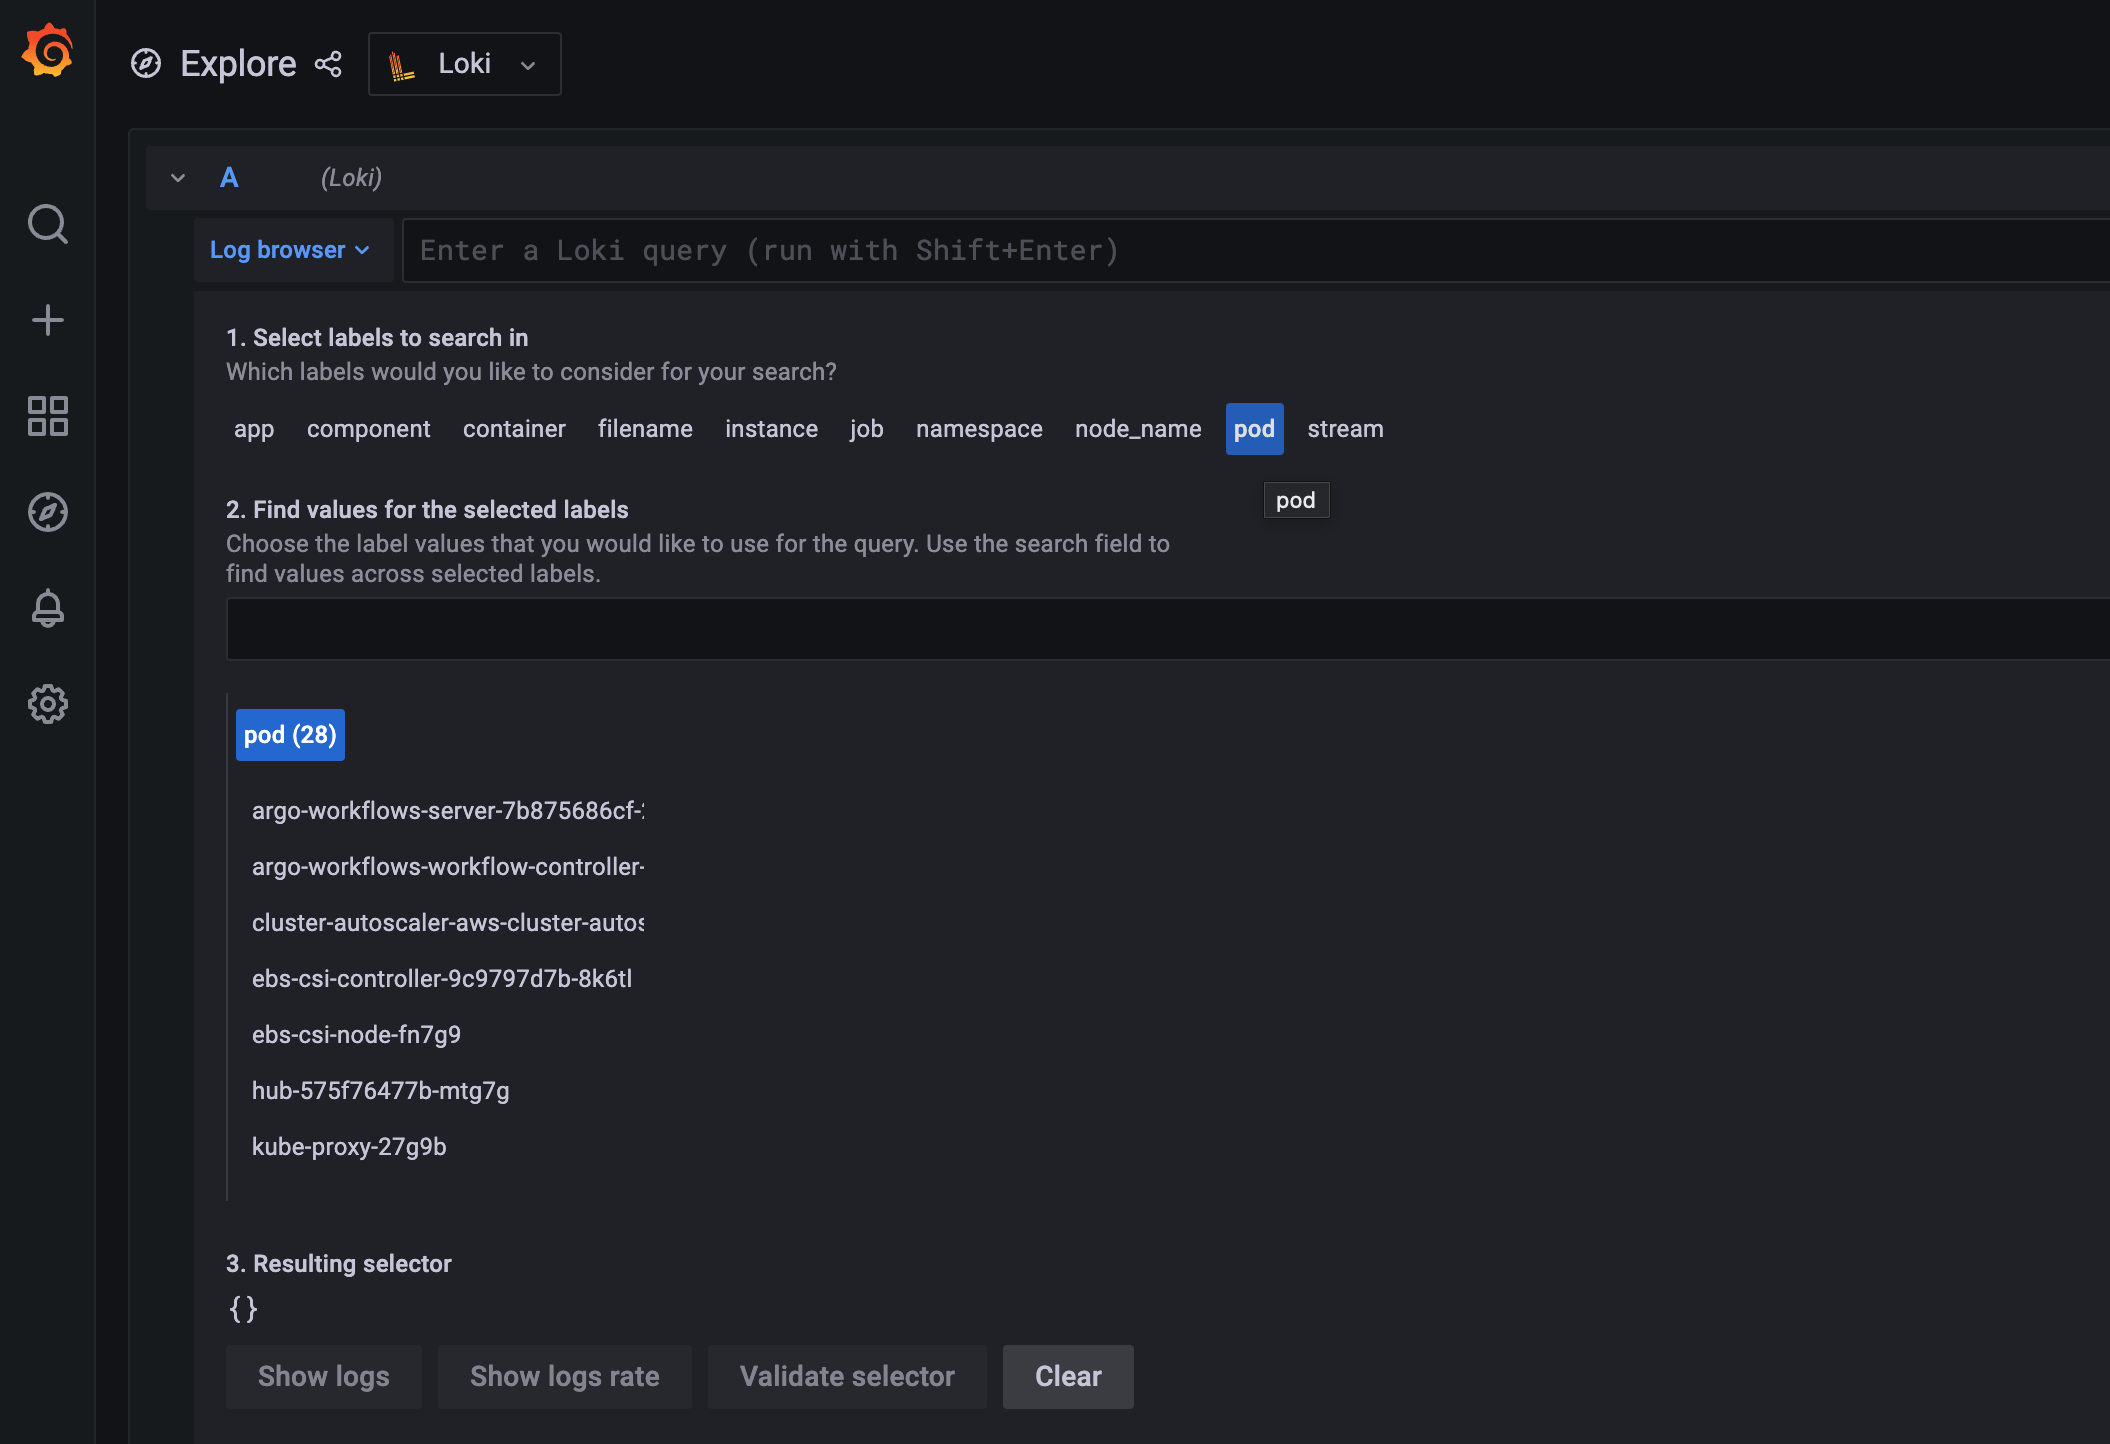 Explore
Loki
A (Loki)
Log browser Enter a Loki query (run with Shift+Enter)
1. Select labels to search in
Which labels would you like to consider for your search?
app component container filename instance job namespace node_name pod stream
pod
2. Find values for the selected labels
Choose the label values that you would like to use for the query. Use the search field to
find values across selected labels.
pod (28)
argo-workflows-server-7b875686cf-
argo-workflows-workflow-controller-
cluster-autoscaler-aws-cluster-autos
ebs-csi-controller-9c9797d7b-8k6tl
ebs-csi-node-fn7g9
hub-575f76477b-mtg7g
kube-proxy-27g9b
3. Resulting selector
{}
Show logs Show logs rate Validate selector Clear